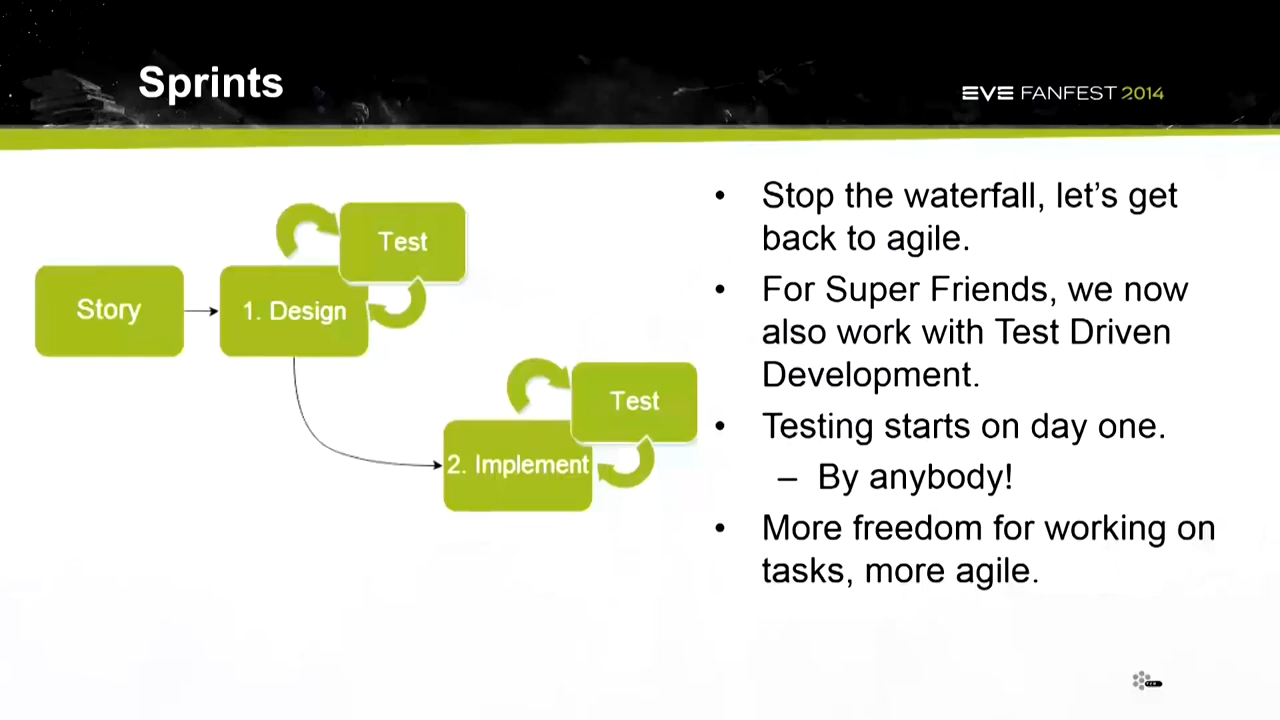 Sprints
EVE FANFEST 2014
Test
Story
1. Design
Test
2. Implement
• Stop the waterfall, let's get
back to agile.
• For Super Friends, we now
also work with Test Driven
Development.
• Testing starts on day one.
– By anybody!
• More freedom for working on
tasks, more agile.